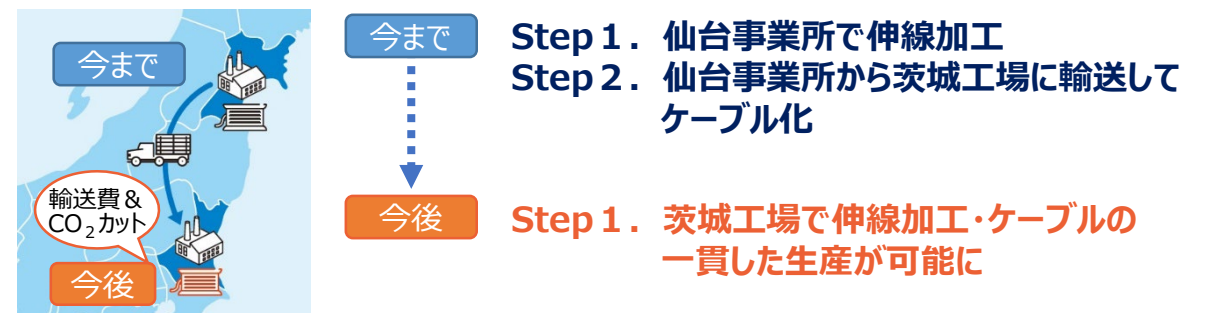 今まで
輸送費＆
CO₂カット
今後
今まで
Step１．仙台事業所で伸線加工
Step２．仙台事業所から茨城工場に輸送して
ケーブル化
今後
Step１．茨城工場で伸線加工・ケーブルの
一貫した生産が可能に